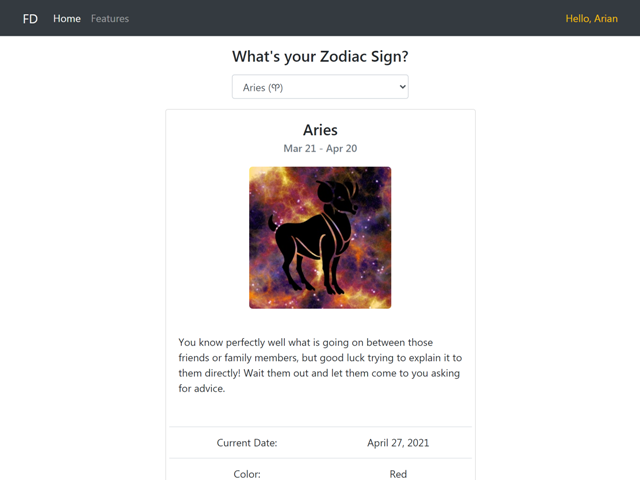 FD Home Features Hello, Arian
What's your Zodiac Sign?
Aries (♈)
Aries
Mar 21 - Apr 20
You know perfectly well what is going on between those
friends or family members, but good luck trying to explain it to
them directly! Wait them out and let them come to you asking
for advice.
Current Date: April 27, 2021
Color: Red